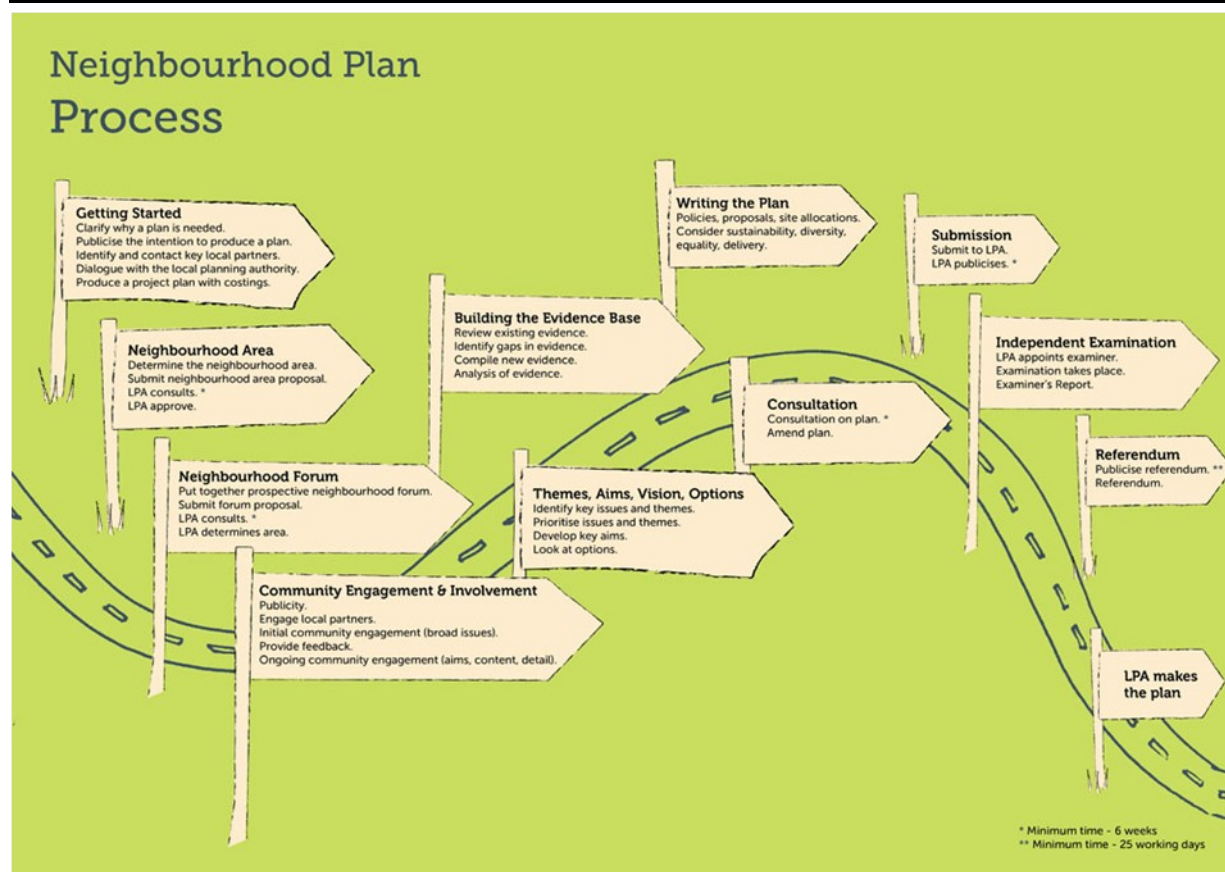 Neighbourhood Plan
Process
Getting Started
Clarify why a plan is needed.
Publicise the intention to produce a plan.
Identify and contact key local partners.
Dialogue with the local planning authority.
Produce a project plan with costings.
Neighbourhood Area
Determine the neighbourhood area.
Submit neighbourhood area proposal.
LPA consults. *
LPA approve.
Neighbourhood Forum
Put together prospective neighbourhood forum.
Submit forum proposal.
LPA consults. *
LPA determines area.
Community Engagement & Involvement
Publicity.
Engage local partners.
Initial community engagement (broad issues).
Provide feedback.
Ongoing community engagement (aims, content, detail).
Building the Evidence Base
Review existing evidence.
Identify gaps in evidence.
Compile new evidence.
Analysis of evidence.
Themes, Aims, Vision, Options
Identify key issues and themes.
Prioritise issues and themes.
Develop key aims.
Look at options.
Writing the Plan
Policies, proposals, site allocations.
Consider sustainability, diversity,
equality, delivery.
Consultation
Consultation on plan. *
Amend plan.
Submission
Submit to LPA.
LPA publicises. *
Independent Examination
LPA appoints examiner.
Examination takes place.
Examiner's Report.
Referendum
Publicise referendum. **
Referendum.
LPA makes
the plan
* Minimum time - 6 weeks
** Minimum time - 25 working days